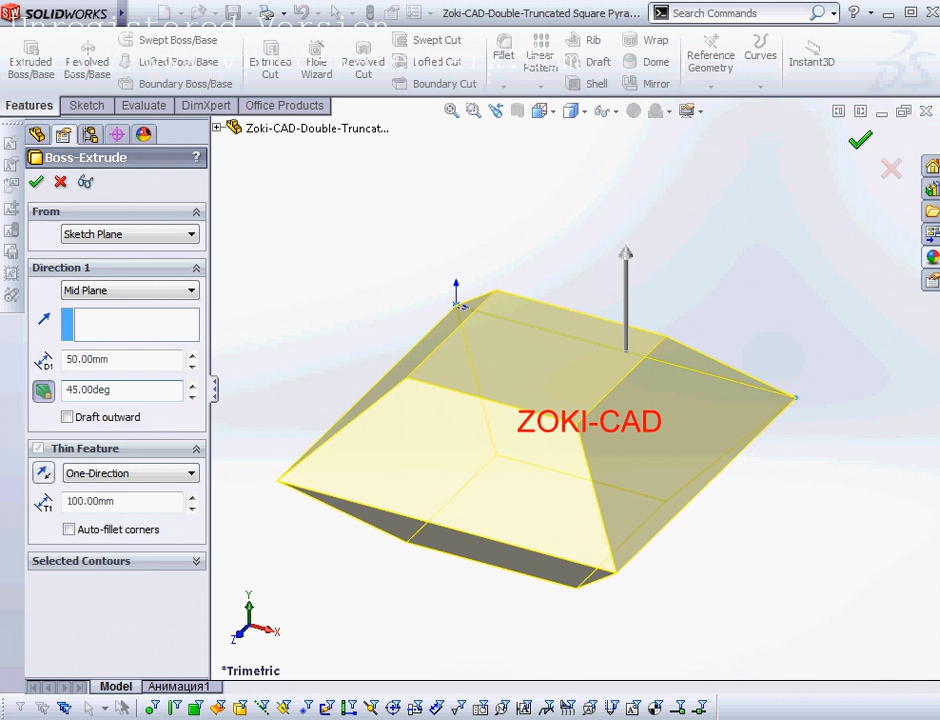 SOLIDWORKS
Zoki-CAD-Double-Truncated Square Pyra...
Search Commands
Unregistered Version
Extruded Boss/Base
Revolved Boss/Base
Swept Boss/Base
Lofted Boss/Base
Boundary Boss/Base
Extruded Cut
Hole Wizard
Revolved Cut
Swept Cut
Lofted Cut
Boundary Cut
Fillet
Linear Pattern
Rib
Draft
Shell
Wrap
Dome
Mirror
Reference Geometry
Curves
Instant3D
Features
Sketch
Evaluate
DimXpert
Office Products
Zoki-CAD-Double-Truncat...
Boss-Extrude
?
From
Sketch Plane
Direction 1
Mid Plane
D1
50.00mm
45.00deg
Draft outward
Thin Feature
One-Direction
T1
100.00mm
Auto-fillet corners
Selected Contours
ZOKI-CAD
Y
X
Z
*Trimetric
Model
Анимация1